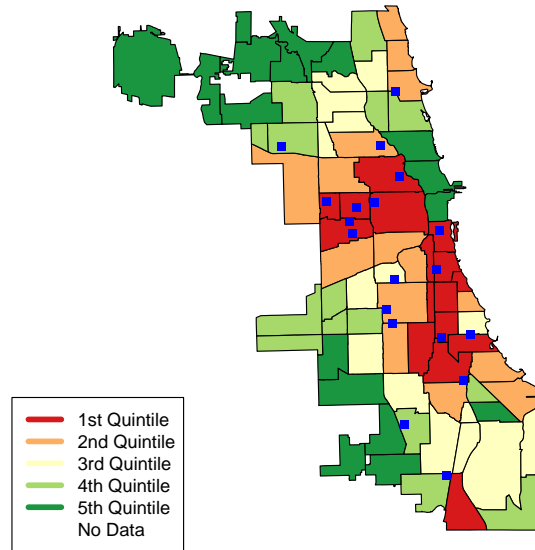 1st Quintile
2nd Quintile
3rd Quintile
4th Quintile
5th Quintile
No Data